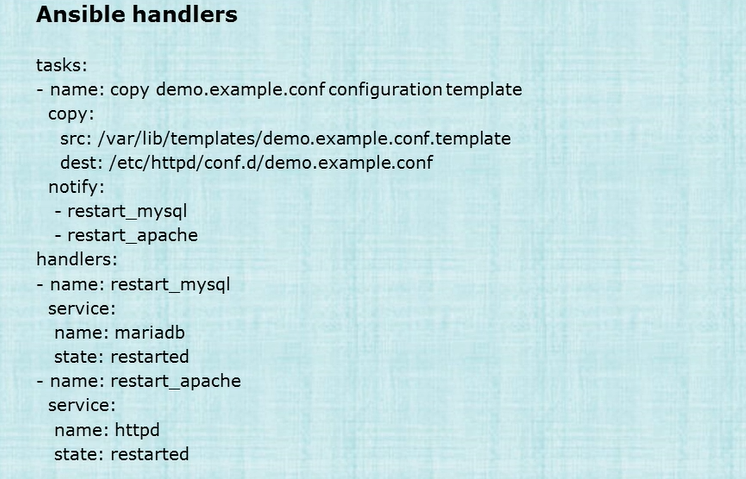 Ansible handlers
tasks:
- name: copy demo.example.conf configuration template
  copy:
    src: /var/lib/templates/demo.example.conf.template
    dest: /etc/httpd/conf.d/demo.example.conf
  notify:
   - restart_mysql
   - restart_apache
handlers:
- name: restart_mysql
  service:
   name: mariadb
   state: restarted
- name: restart_apache
  service:
   name: httpd
   state: restarted